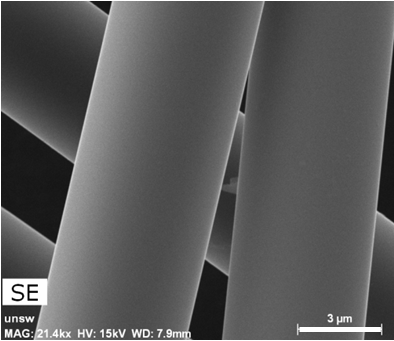 SE
unsw
MAG: 21.4kx HV: 15kV WD: 7.9mm
3 µm